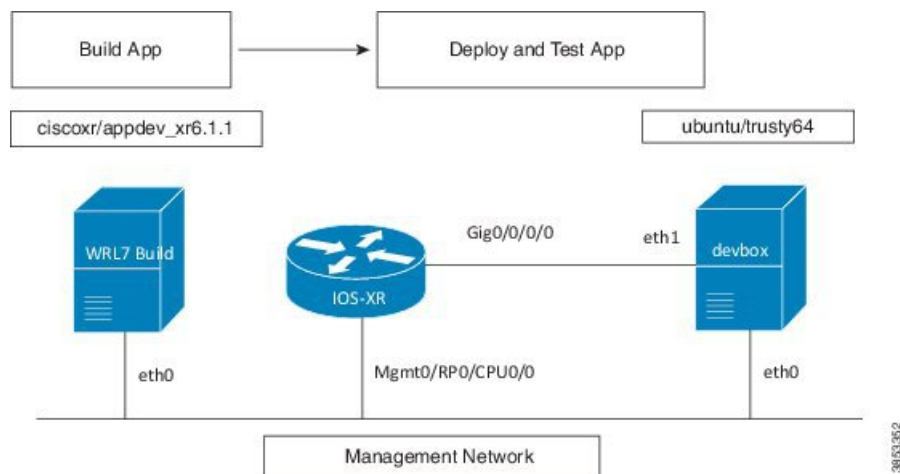 Build App
Deploy and Test App
ciscoxr/appdev_xr6.1.1
ubuntu/trusty64
Gig0/0/0/0
eth1
WRL7 Build
devbox
IOS-XR
eth0
Mgmt0/RP0/CPU0/0
eth0
Management Network
3853352